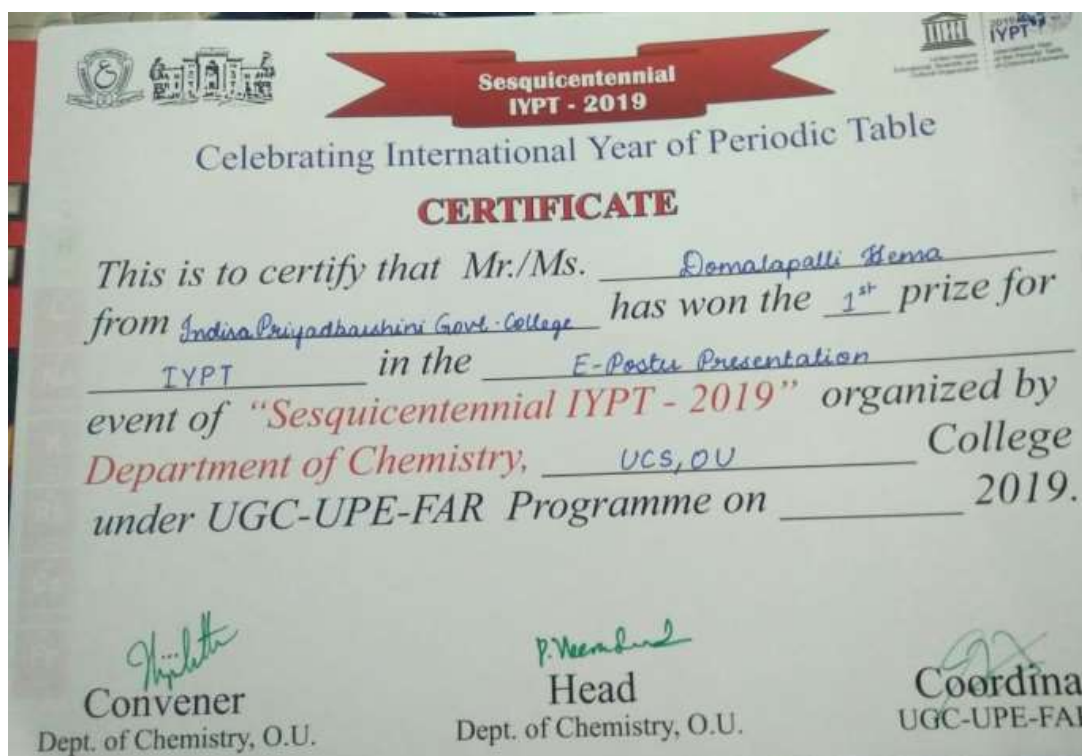 Sesquicentennial
IYPT - 2019
2019
IYPT
Celebrating International Year of Periodic Table
CERTIFICATE
This is to certify that Mr./Ms. Domalapalli Hema
from Indira Priyadharshini Govt. College has won the 1st prize for
IYPT in the E-Poster Presentation
event of "Sesquicentennial IYPT - 2019" organized by
Department of Chemistry, UCS, OU College
under UGC-UPE-FAR Programme on 2019.
Convener
Dept. of Chemistry, O.U.
Head
Dept. of Chemistry, O.U.
Coordina
UGC-UPE-FAR